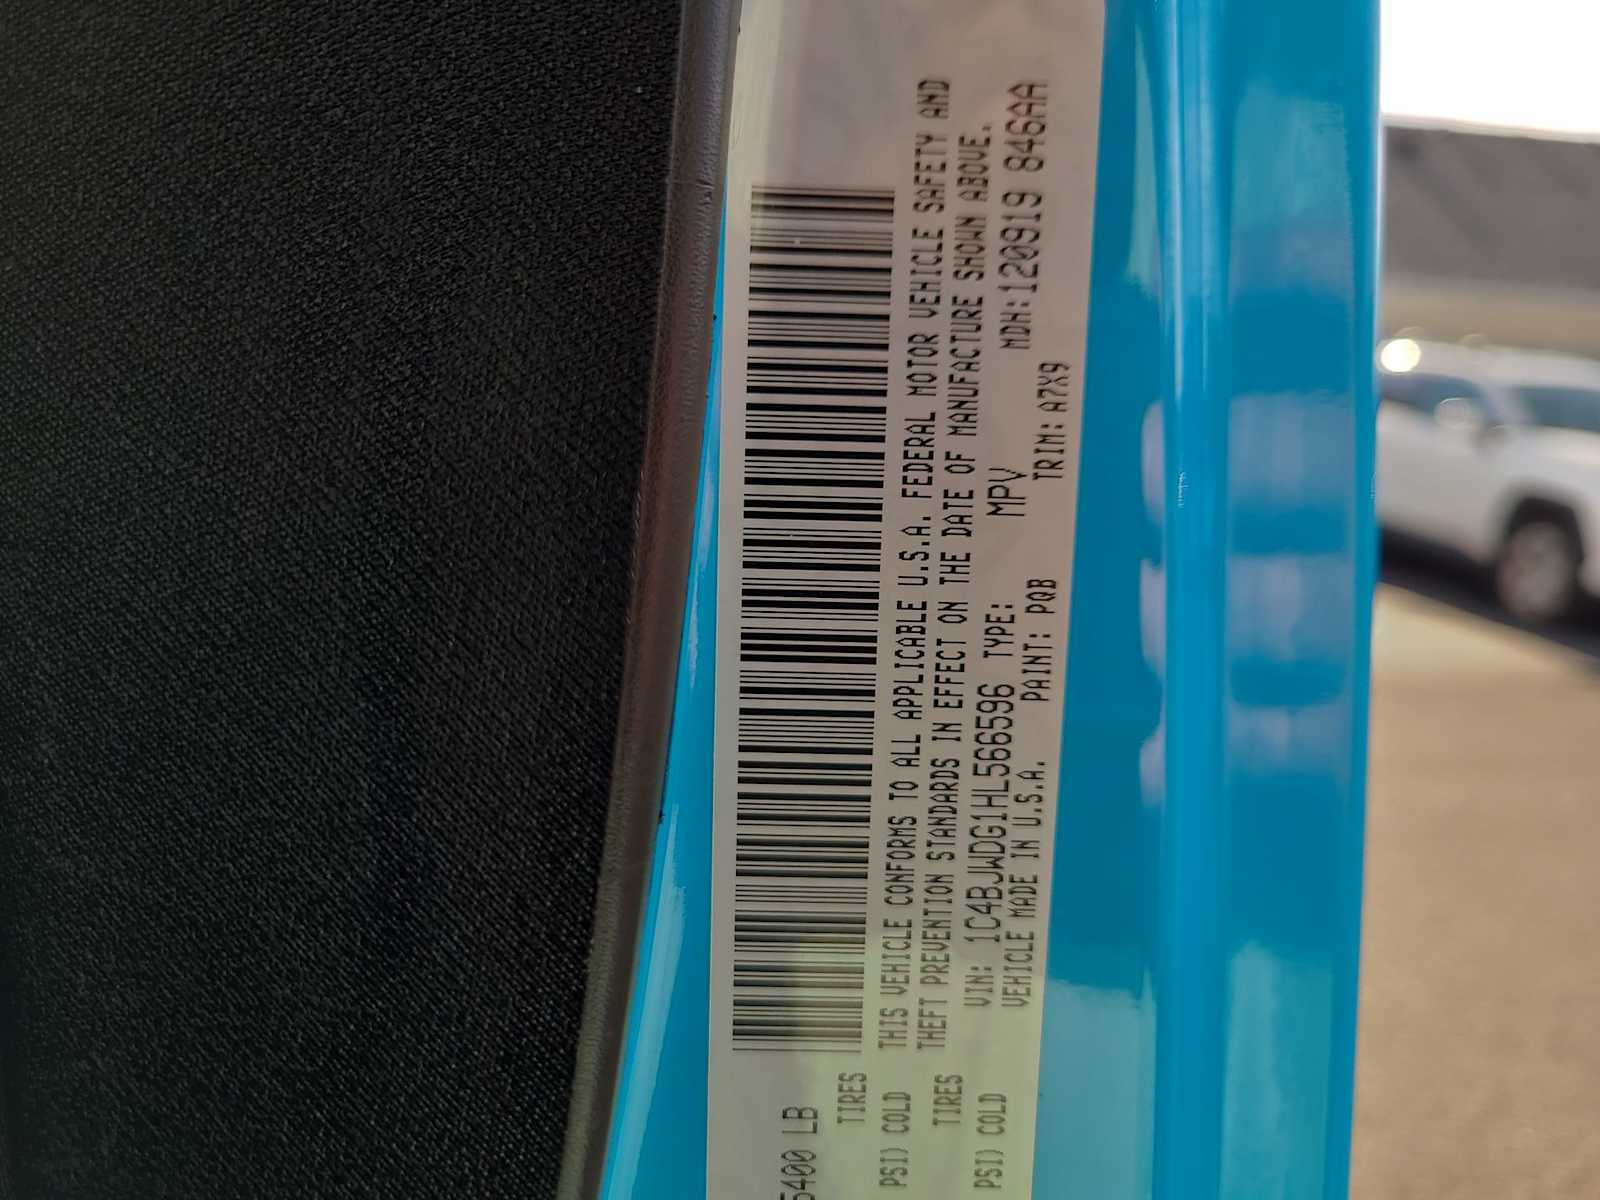 5400 LB
TIRES
PSI) COLD
TIRES
PSI) COLD
THIS VEHICLE CONFORMS TO ALL APPLICABLE U.S.A. FEDERAL MOTOR VEHICLE SAFETY AND
THEFT PREVENTION STANDARDS IN EFFECT ON THE DATE OF MANUFACTURE SHOWN ABOVE.
VIN: 1C4BJWDG1HL566596 TYPE: MPV MDH:120919 846AA
VEHICLE MADE IN U.S.A. PAINT: PQB TRIM: A7X9